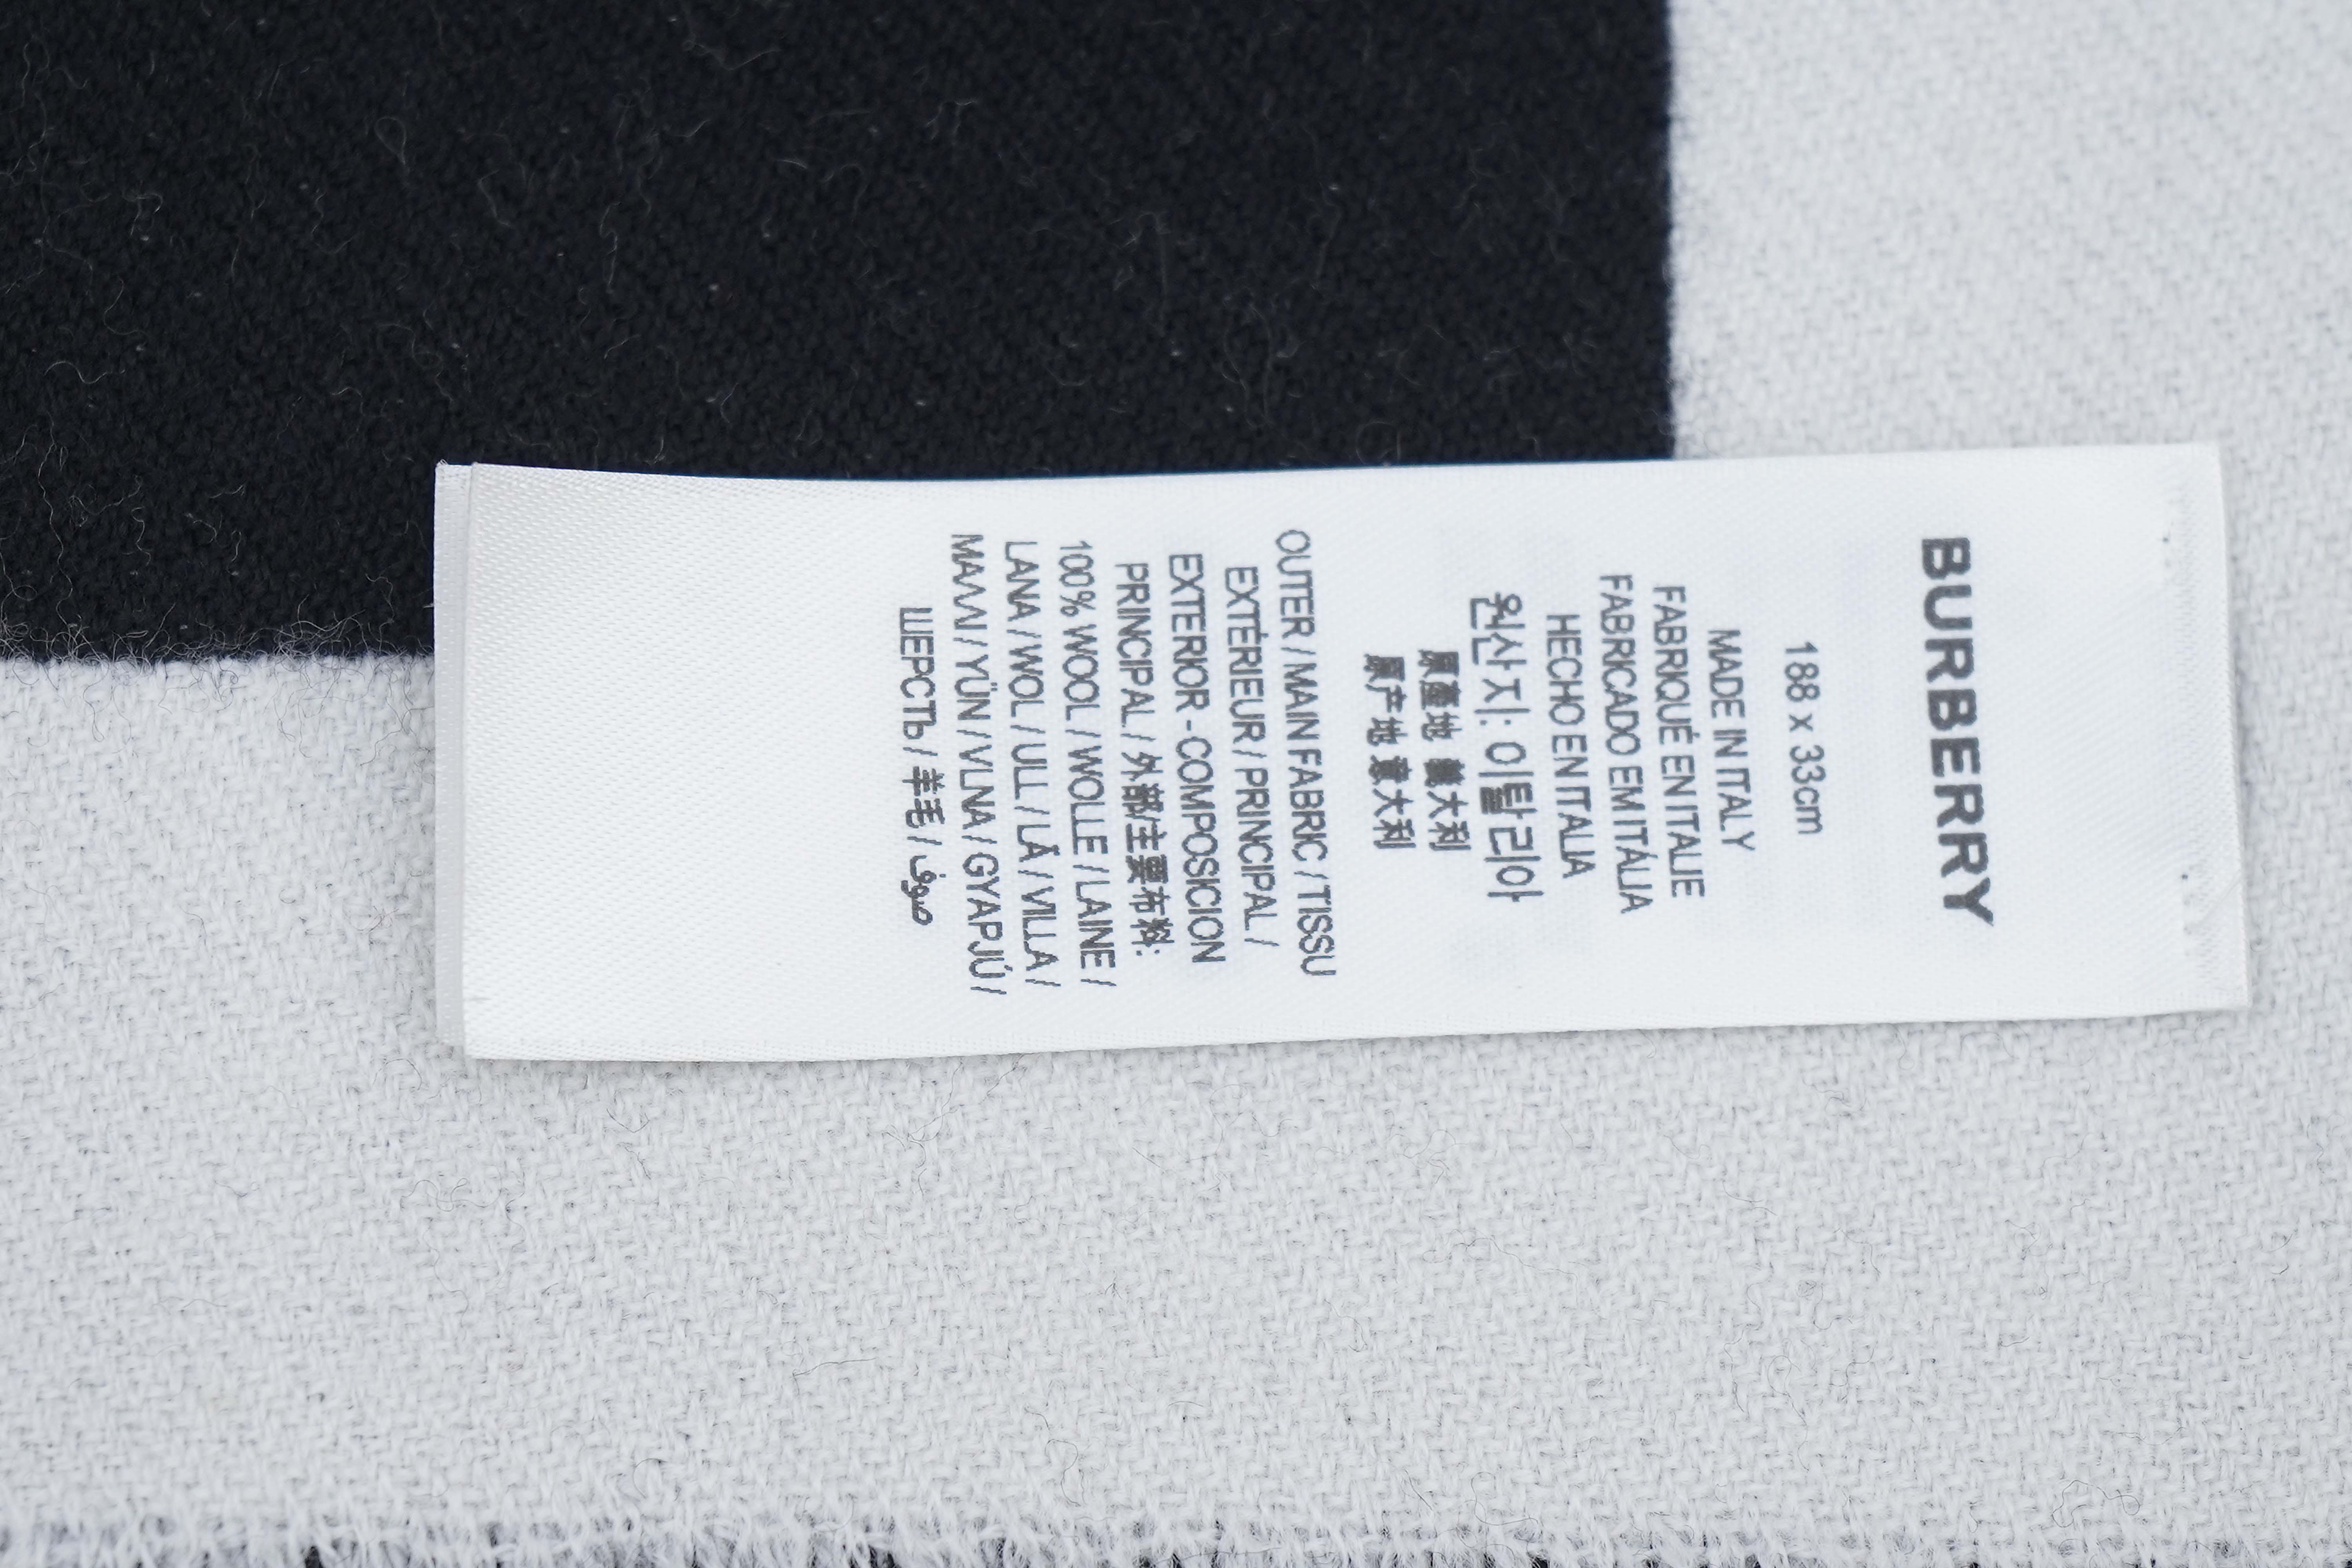 BURBERRY
188 x 33cm
MADE IN ITALY
FABRIQUÉ EN ITALIE
FABRICADO EM ITÁLIA
HECHO EN ITALIA
원산지: 이탈리아
原產地 義大利
原产地 意大利
OUTER / MAIN FABRIC / TISSU
EXTÉRIEUR / PRINCIPAL /
EXTERIOR - COMPOSICION
PRINCIPAL / 外部/主要布料:
100% WOOL / WOLLE / LAINE /
LANA / WOL / ULL / LÃ / VILLA /
ΜΑΛΛΙ / YÜN / VLNA / GYAPJÚ /
ШЕРСТЬ / 羊毛 / صوف